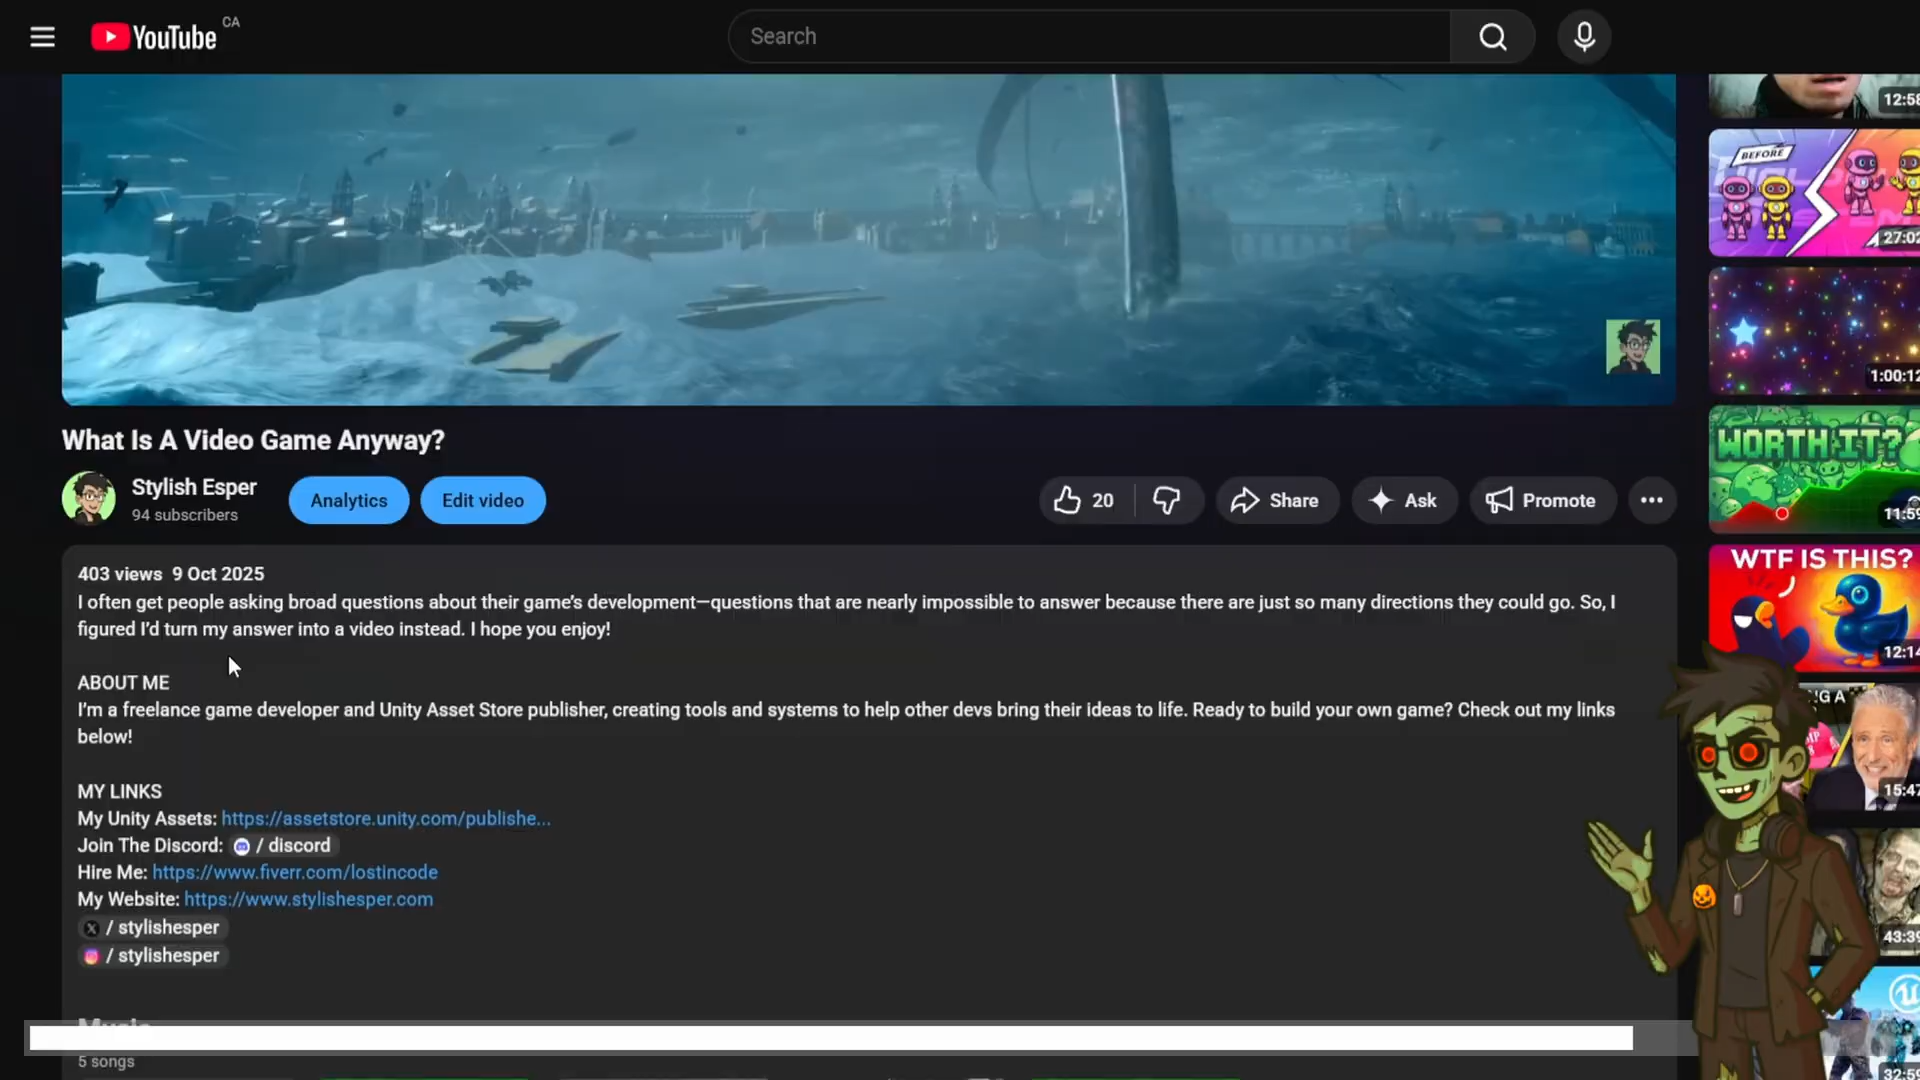 YouTube CA
Search
12:58
BEFORE
27:02
1:00:12
What Is A Video Game Anyway?
Stylish Esper
94 subscribers
Analytics
Edit video
20
Share
Ask
Promote
WORTH IT?
11:59
403 views 9 Oct 2025
I often get people asking broad questions about their game's development—questions that are nearly impossible to answer because there are just so many directions they could go. So, I
figured I'd turn my answer into a video instead. I hope you enjoy!
WTF IS THIS?
12:14
ABOUT ME
I'm a freelance game developer and Unity Asset Store publisher, creating tools and systems to help other devs bring their ideas to life. Ready to build your own game? Check out my links
below!
15:47
MY LINKS
My Unity Assets: https://assetstore.unity.com/publishe...
Join The Discord: / discord
Hire Me: https://www.fiverr.com/lostincode
My Website: https://www.stylishesper.com
/ stylishesper
/ stylishesper
43:39
Music
5 songs
32:59